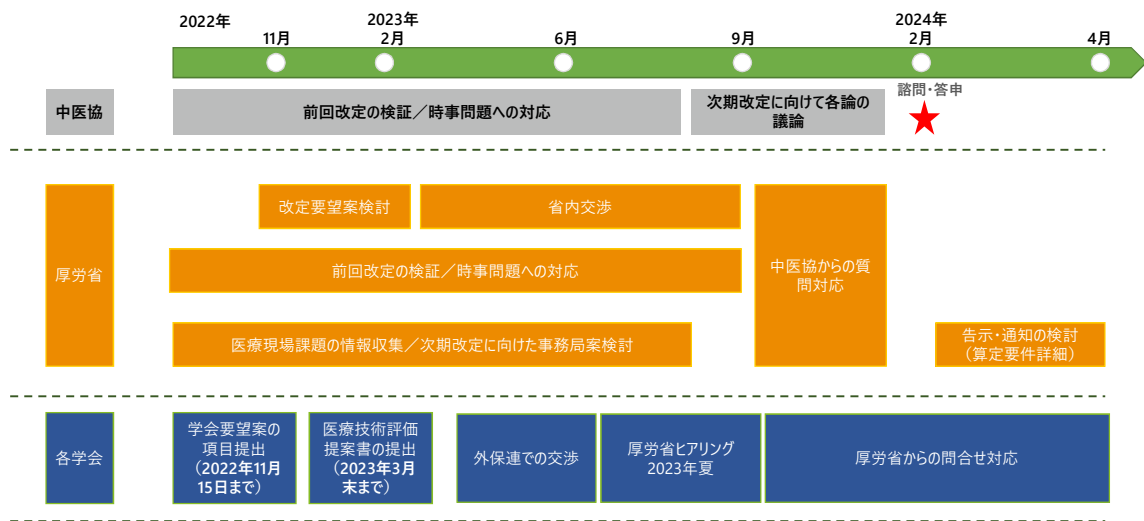 2022年
11月
2023年
2月
6月
9月
2024年
2月
4月
中医協
前回改定の検証／時事問題への対応
次期改定に向けて各論の
議論
諮問・答申
厚労省
改定要望案検討
省内交渉
前回改定の検証／時事問題への対応
医療現場課題の情報収集／次期改定に向けた事務局案検討
中医協からの質
問対応
告示・通知の検討
（算定要件詳細）
各学会
学会要望案の
項目提出
（2022年11月
15日まで）
医療技術評価
提案書の提出
（2023年3月
末まで）
外保連での交渉
厚労省ヒアリング
2023年夏
厚労省からの問合せ対応